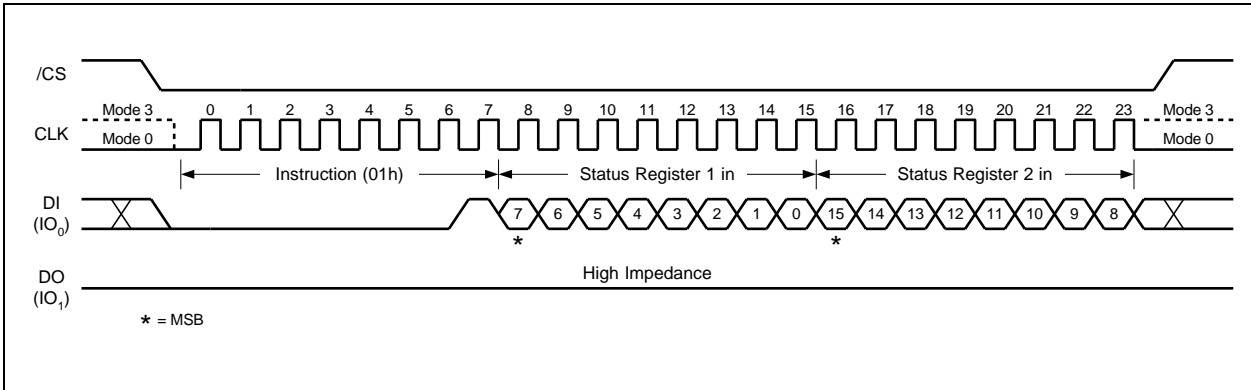 /CS
Mode 3 0 1 2 3 4 5 6 7 8 9 10 11 12 13 14 15 16 17 18 19 20 21 22 23 Mode 3
CLK Mode 0 Mode 0
Instruction (01h) Status Register 1 in Status Register 2 in
DI
(IO0)
7 6 5 4 3 2 1 0 15 14 13 12 11 10 9 8
* *
High Impedance
DO
(IO1)
* = MSB